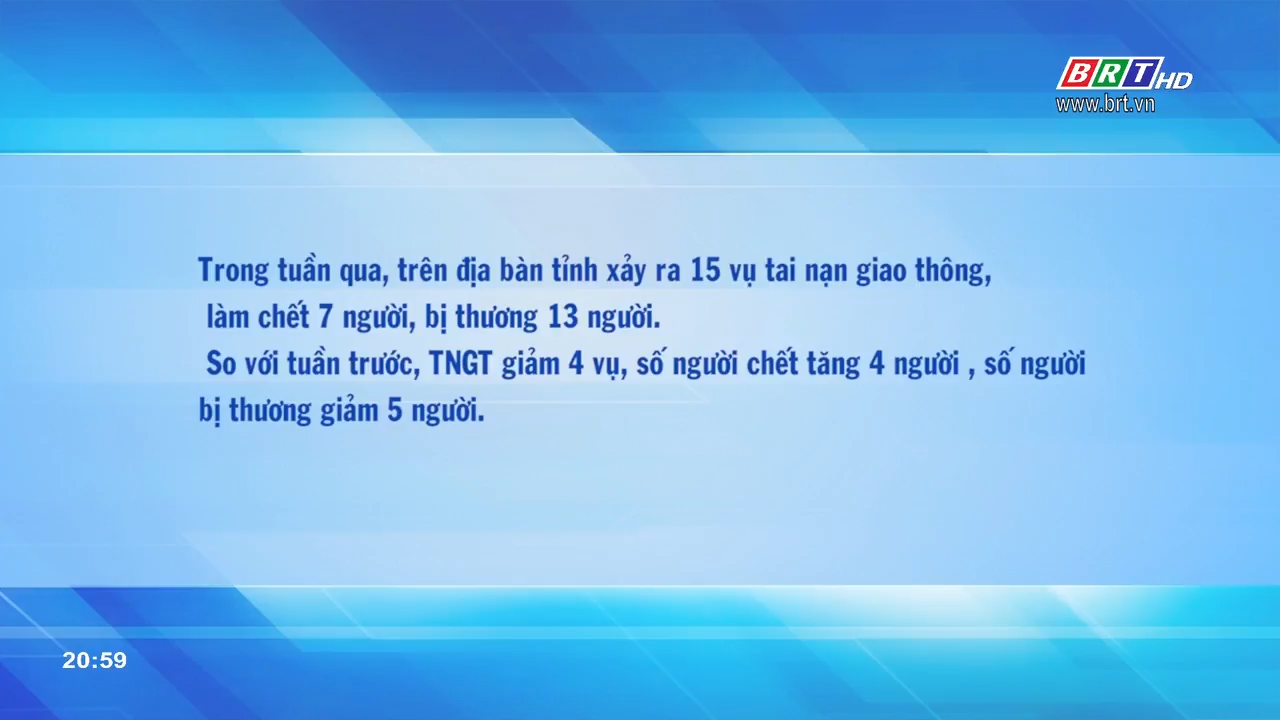 BRT HD
www.brt.vn
Trong tuần qua, trên địa bàn tỉnh xảy ra 15 vụ tai nạn giao thông,
làm chết 7 người, bị thương 13 người.
So với tuần trước, TNGT giảm 4 vụ, số người chết tăng 4 người , số người
bị thương giảm 5 người.
20:59